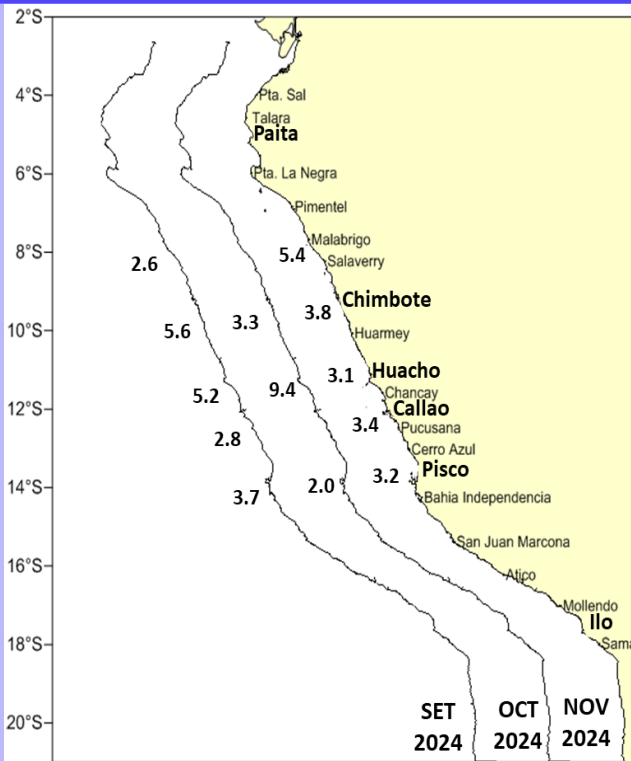 2°S
4°S
Pta. Sal
Talara
Paita
6°S
Pta. La Negra
Pimentel
Malabrigo
8°S
5.4
2.6
Salaverry
Chimbote
3.8
3.3
10°S
5.6
Huarmey
3.1
Huacho
5.2
9.4
Chancay
12°S
Callao
3.4
Pucusana
2.8
Cerro Azul
Pisco
3.2
14°S
3.7
2.0
Bahia Independencia
San Juan Marcona
16°S
Atico
Mollendo
Ilo
18°S
Sama
SET
2024
OCT
2024
NOV
2024
20°S